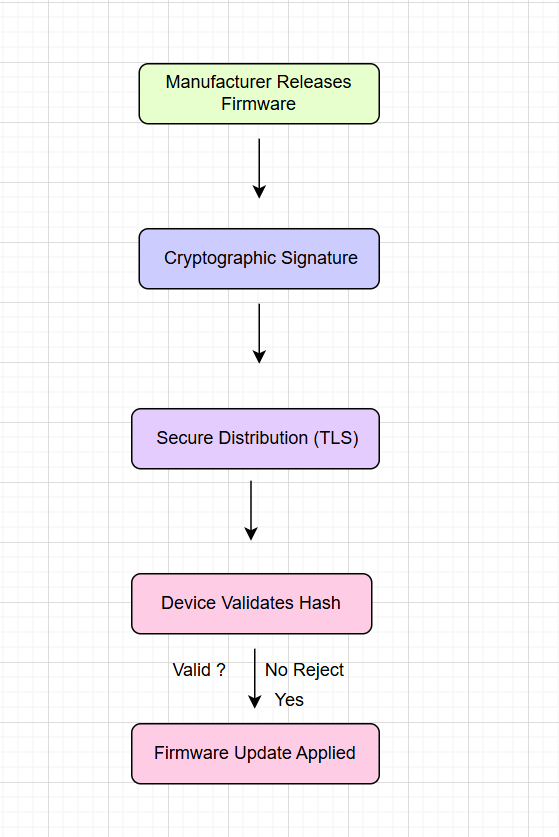 Manufacturer Releases
Firmware
Cryptographic Signature
Secure Distribution (TLS)
Device Validates Hash
Valid ? No Reject
Yes
Firmware Update Applied